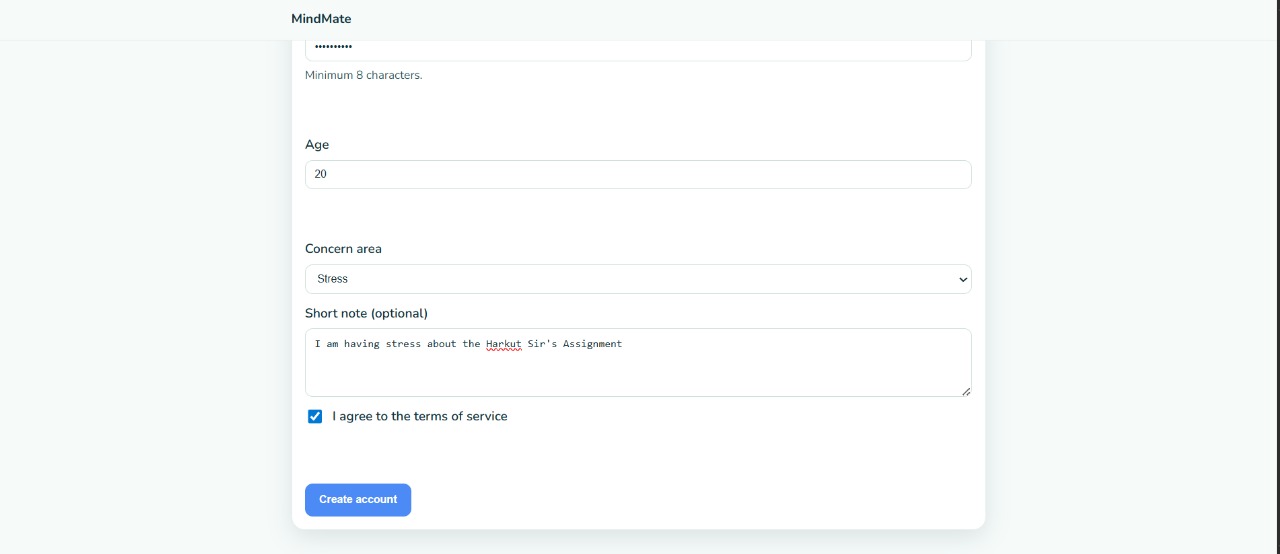 MindMate
••••••••••
Minimum 8 characters.
Age
20
Concern area
Stress
Short note (optional)
I am having stress about the Harkut Sir's Assignment
I agree to the terms of service
Create account